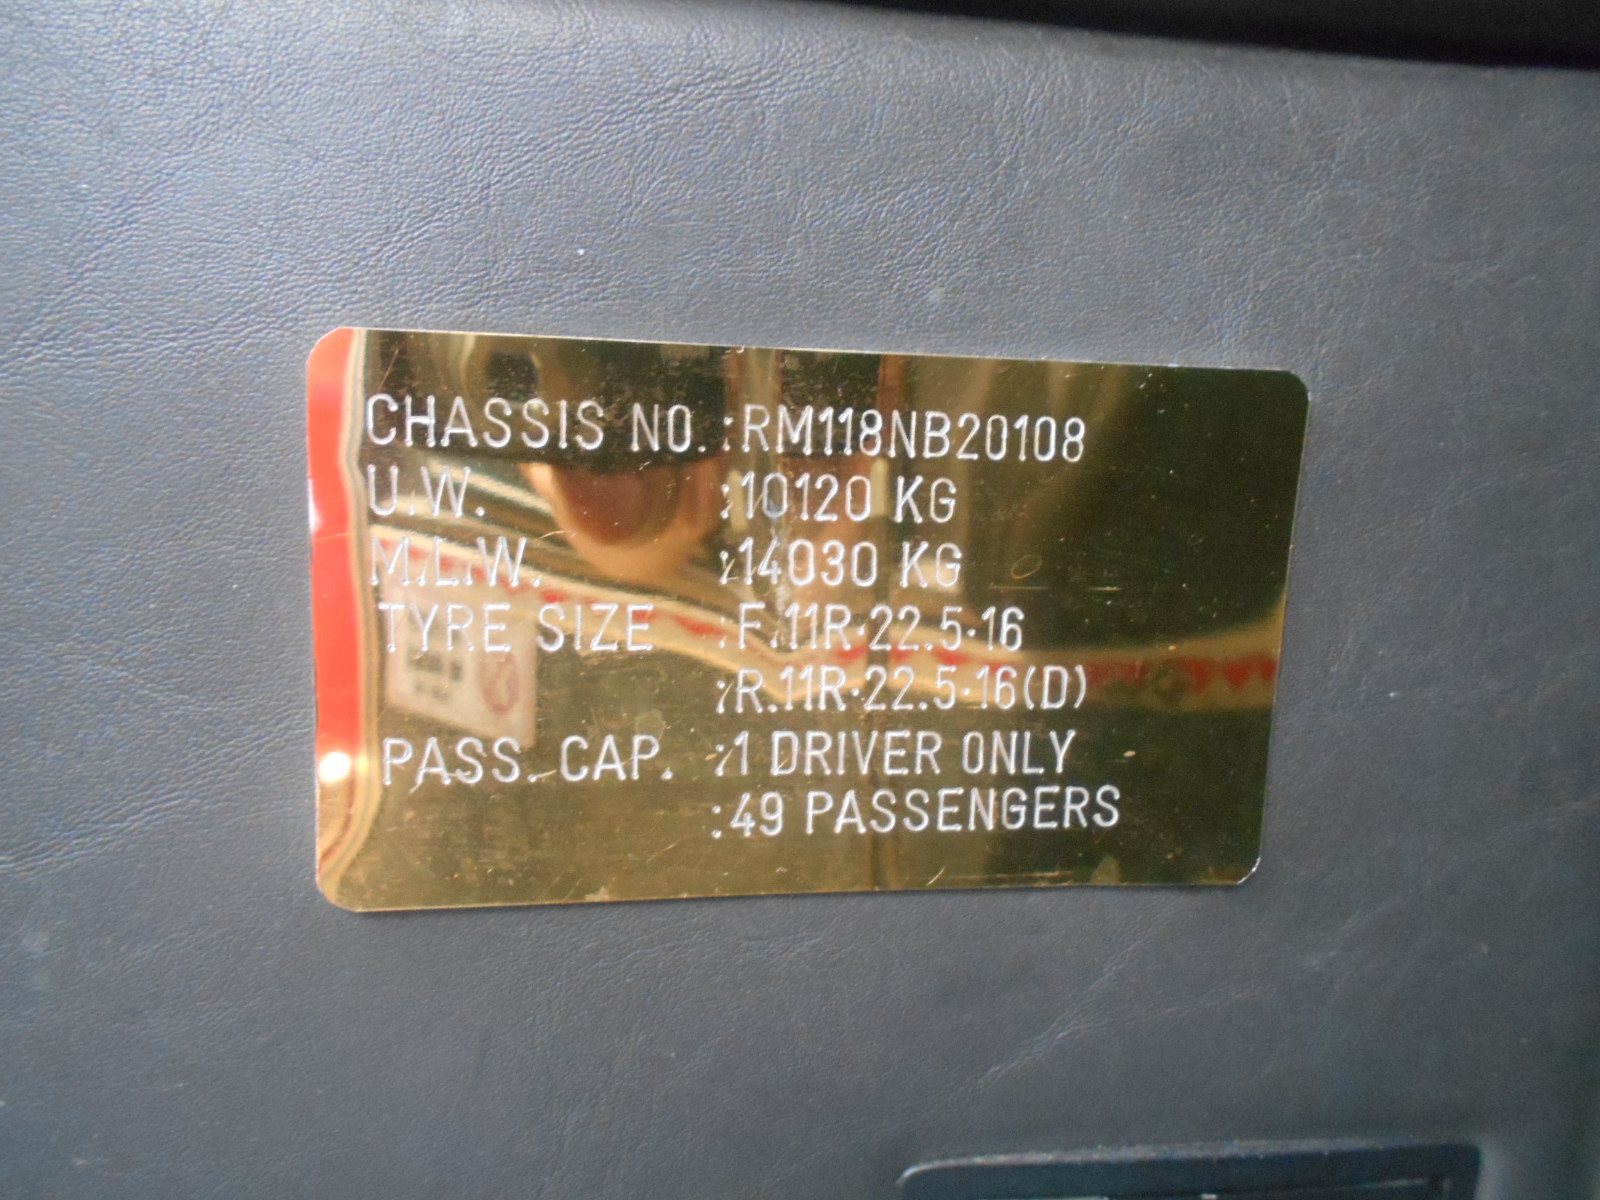 CHASSIS NO. :RM118NB20108
U.W. :10120 KG
M.L.W. :14030 KG
TYRE SIZE :F.11R·22.5·16
:R.11R·22.5·16(D)
PASS. CAP. :1 DRIVER ONLY
:49 PASSENGERS